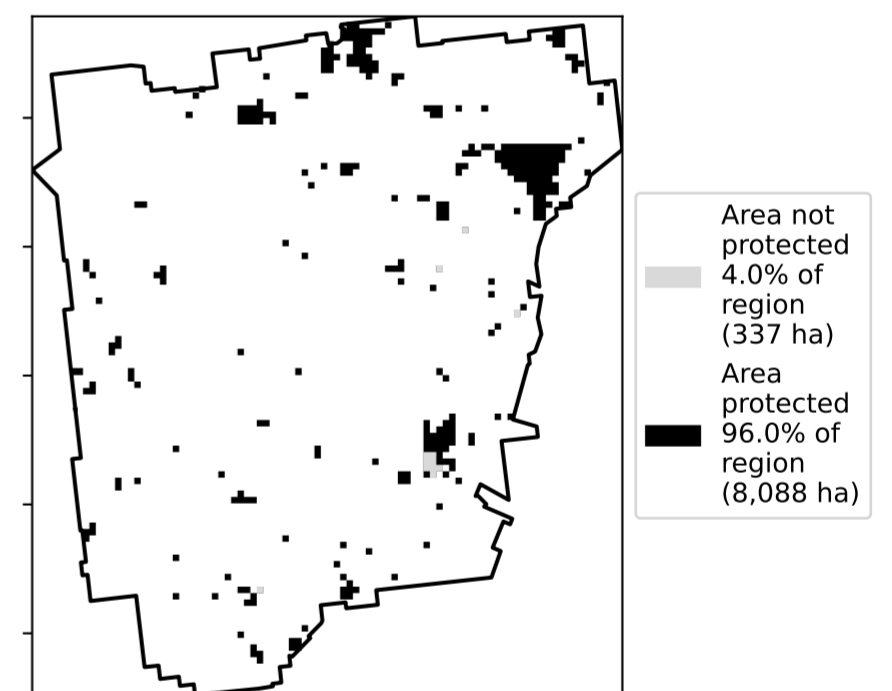 Area not
protected
4.0% of
region
(337 ha)
Area
protected
96.0% of
region
(8,088 ha)